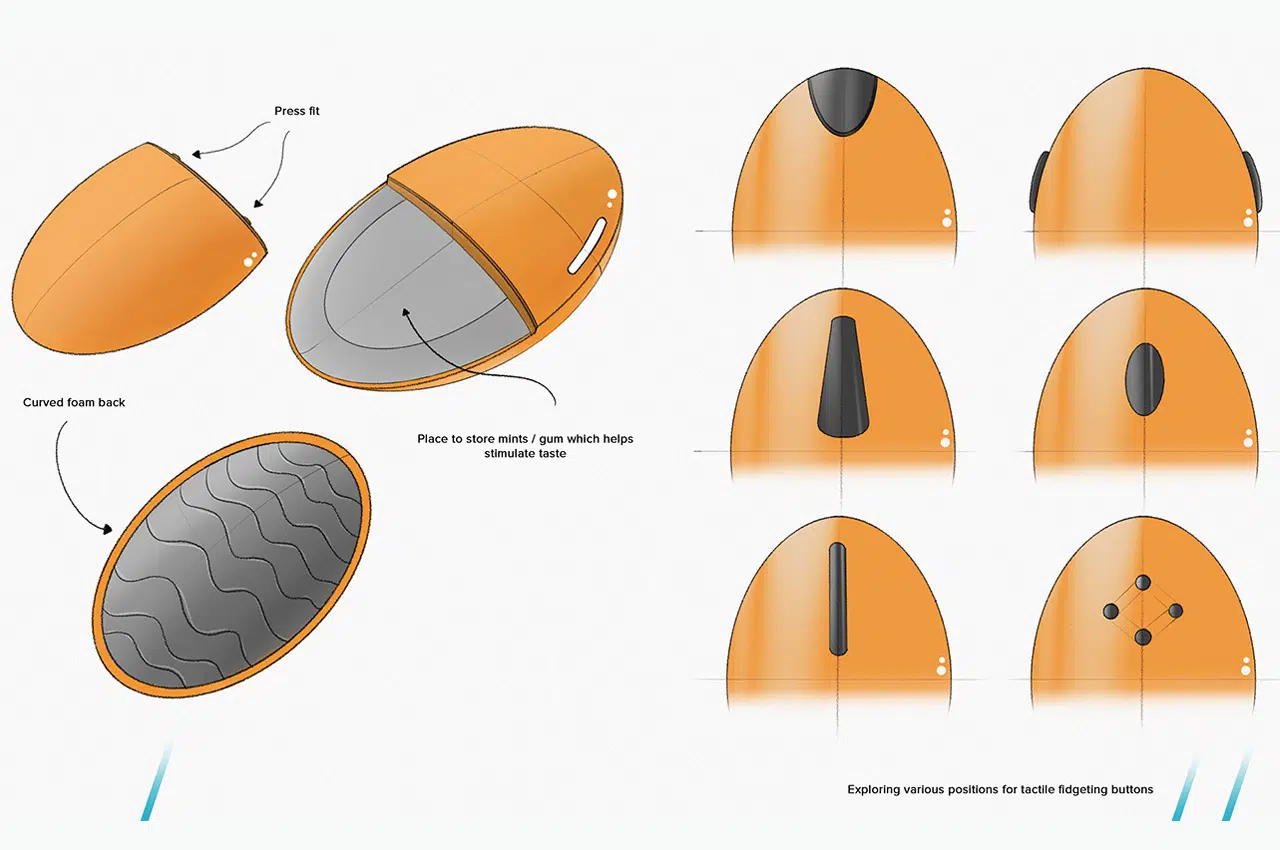 Press fit
Curved foam back
Place to store mints / gum which helps
stimulate taste
Exploring various positions for tactile fidgeting buttons